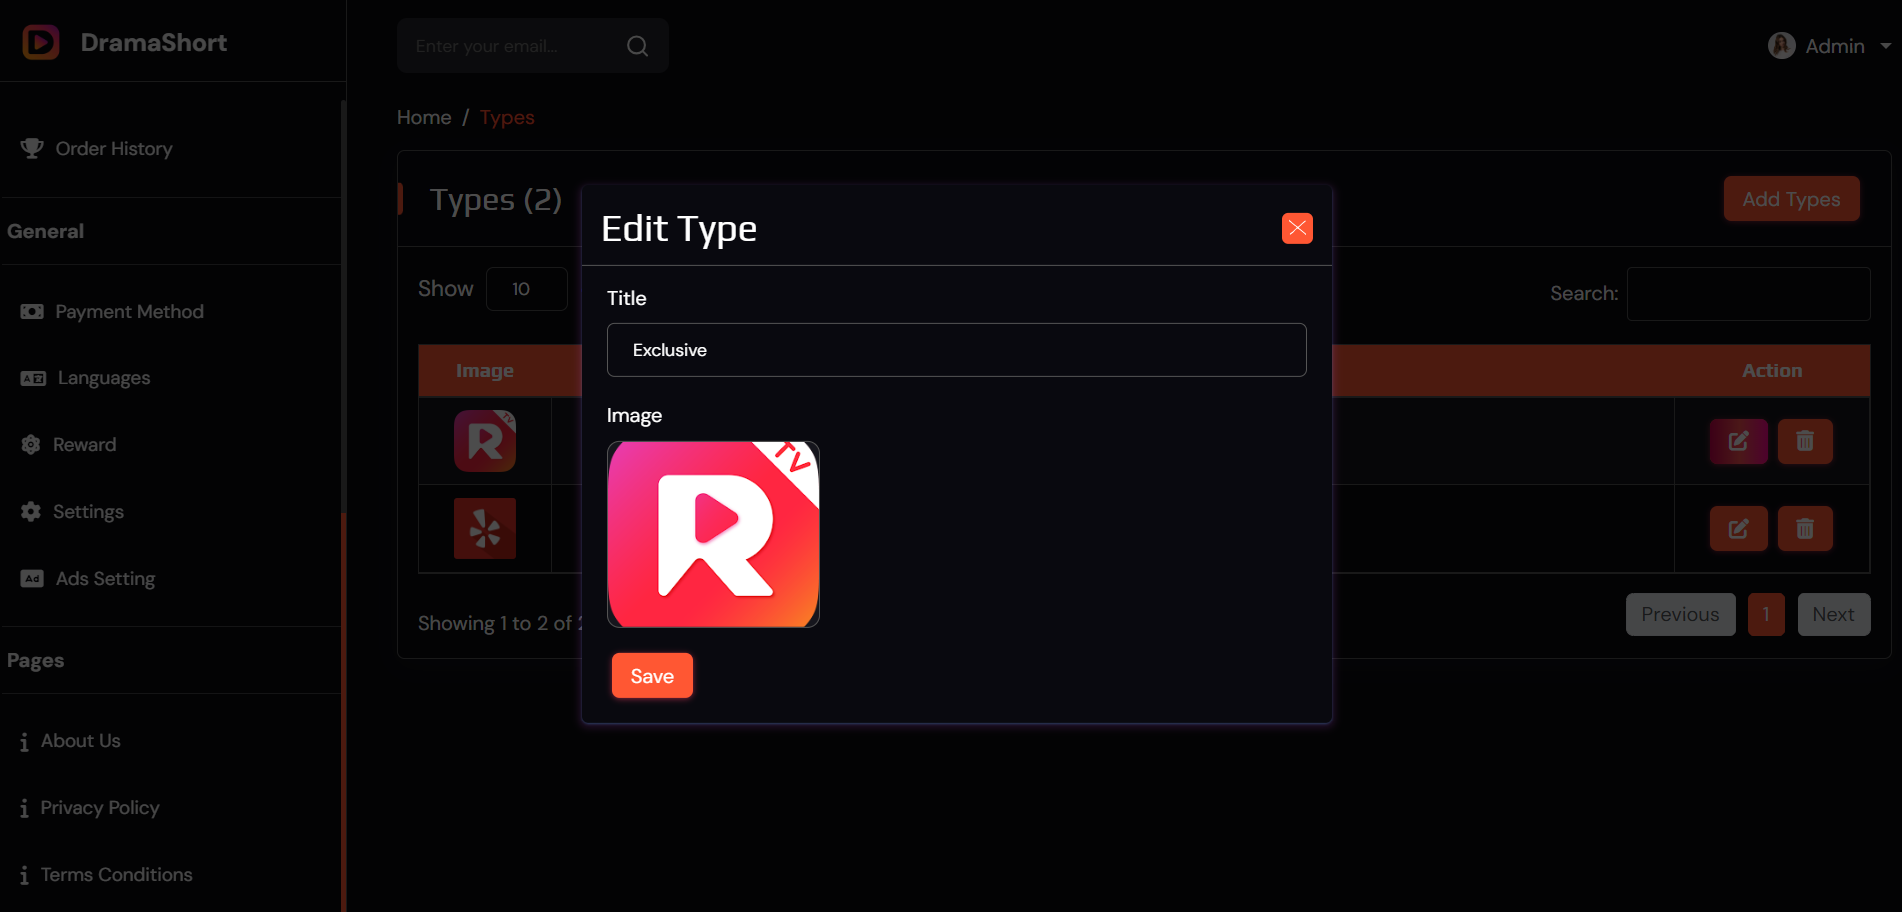 DramaShort
Enter your email...
Admin
Home / Types
Order History
Types (2)
Add Types
Edit Type
General
Show 10
Search:
Title
Exclusive
Payment Method
Image
Action
Languages
Image
TV
R
Reward
Settings
Ads Setting
Ad
Showing 1 to 2 of
Previous 1 Next
Save
Pages
About Us
Privacy Policy
Terms Conditions